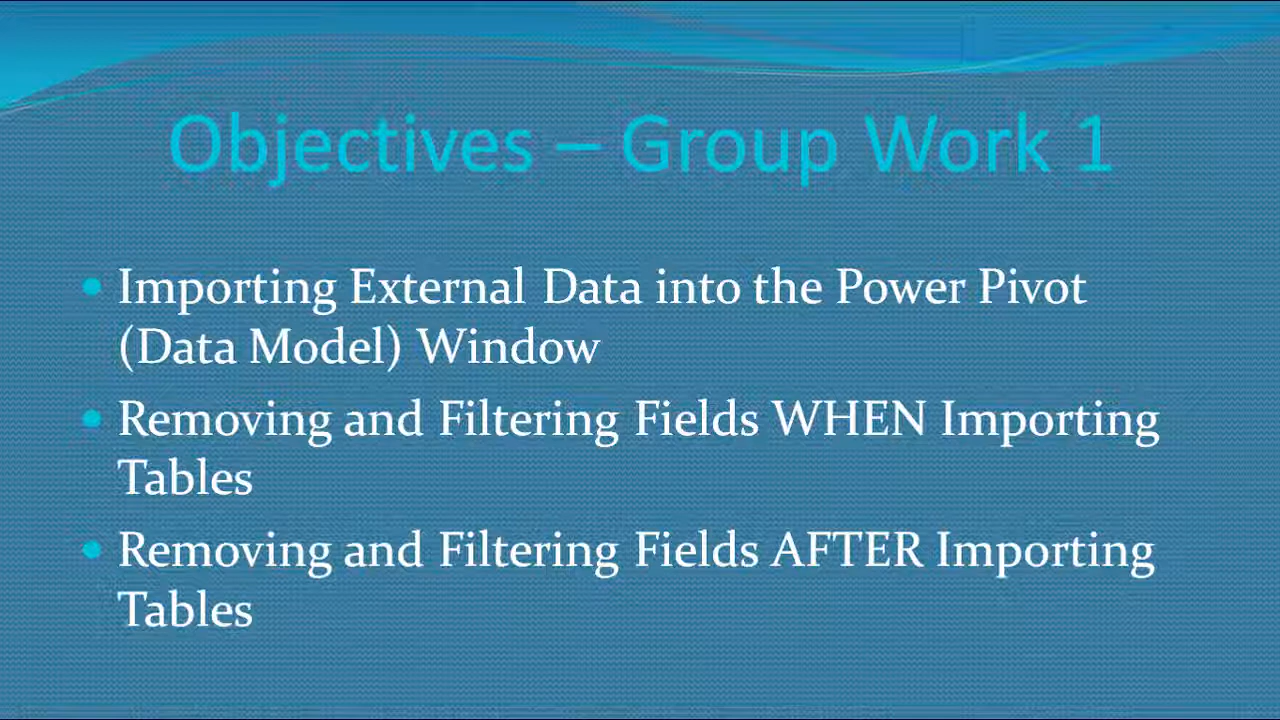 Objectives – Group Work 1
• Importing External Data into the Power Pivot
(Data Model) Window
• Removing and Filtering Fields WHEN Importing
Tables
• Removing and Filtering Fields AFTER Importing
Tables